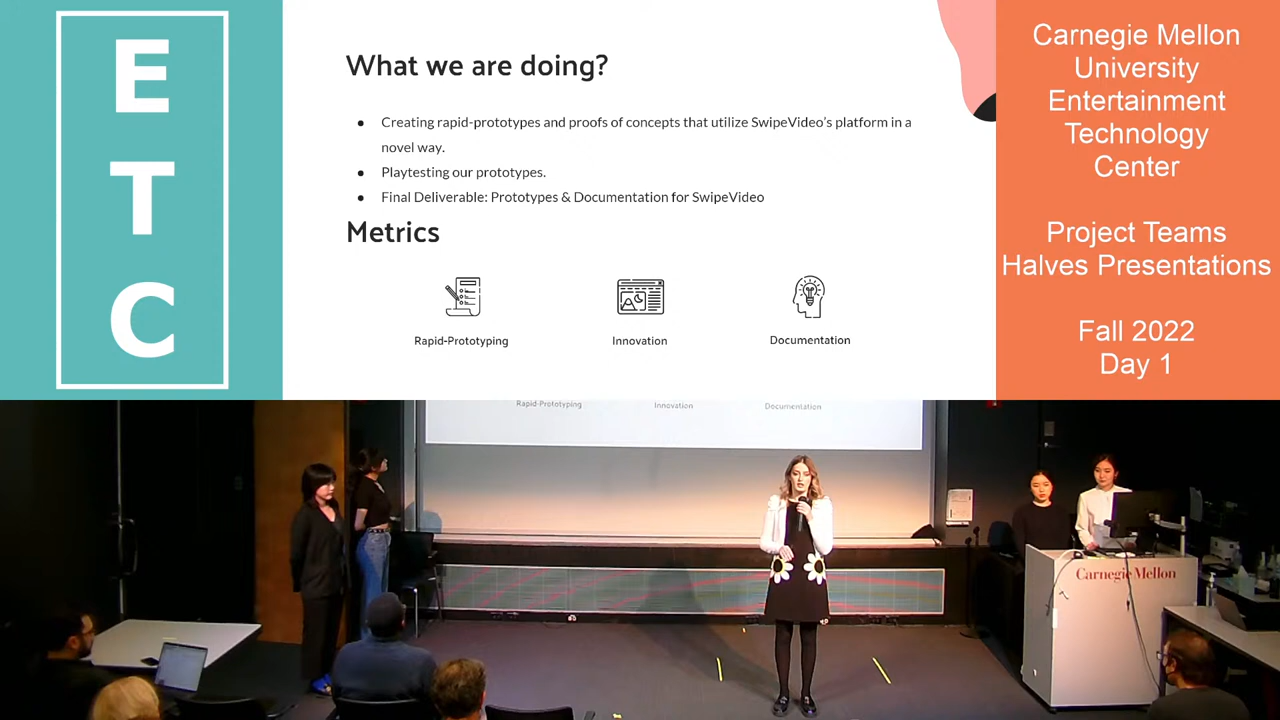 E
T
C
What we are doing?
● Creating rapid-prototypes and proofs of concepts that utilize SwipeVideo's platform in a
novel way.
● Playtesting our prototypes.
● Final Deliverable: Prototypes & Documentation for SwipeVideo
Metrics
Rapid-Prototyping
Innovation
Documentation
Carnegie Mellon
University
Entertainment
Technology
Center
Project Teams
Halves Presentations
Fall 2022
Day 1
Rapid-Prototyping
Innovation
Documentation
Carnegie Mellon